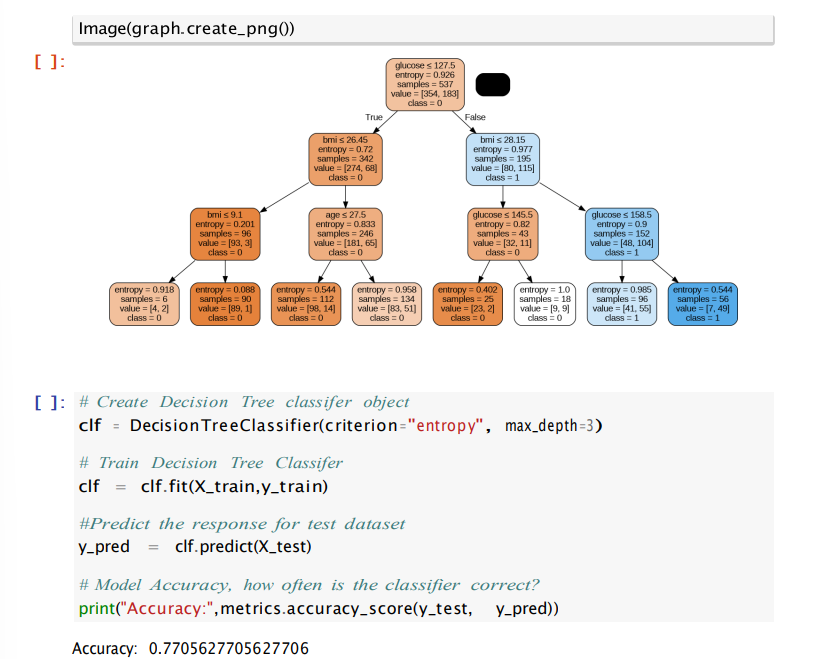 Image(graph.create_png())
[ ]:
glucose ≤ 127.5
entropy = 0.926
samples = 537
value = [354, 183]
class = 0
True
False
bmi ≤ 26.45
entropy = 0.72
samples = 342
value = [274, 68]
class = 0
bmi ≤ 28.15
entropy = 0.977
samples = 195
value = [80, 115]
class = 1
bmi ≤ 9.1
entropy = 0.201
samples = 96
value = [93, 3]
class = 0
age ≤ 27.5
entropy = 0.833
samples = 246
value = [181, 65]
class = 0
glucose ≤ 145.5
entropy = 0.82
samples = 43
value = [32, 11]
class = 0
glucose ≤ 158.5
entropy = 0.9
samples = 152
value = [48, 104]
class = 1
entropy = 0.918
samples = 6
value = [4, 2]
class = 0
entropy = 0.088
samples = 90
value = [89, 1]
class = 0
entropy = 0.544
samples = 112
value = [98, 14]
class = 0
entropy = 0.958
samples = 134
value = [83, 51]
class = 0
entropy = 0.402
samples = 25
value = [23, 2]
class = 0
entropy = 1.0
samples = 18
value = [9, 9]
class = 0
entropy = 0.985
samples = 96
value = [41, 55]
class = 1
entropy = 0.544
samples = 56
value = [7, 49]
class = 1
[ ]: # Create Decision Tree classifer object
clf = DecisionTreeClassifier(criterion="entropy", max_depth=3)
# Train Decision Tree Classifer
clf = clf.fit(X_train,y_train)
#Predict the response for test dataset
y_pred = clf.predict(X_test)
# Model Accuracy, how often is the classifier correct?
print("Accuracy:",metrics.accuracy_score(y_test, y_pred))
Accuracy: 0.7705627705627706